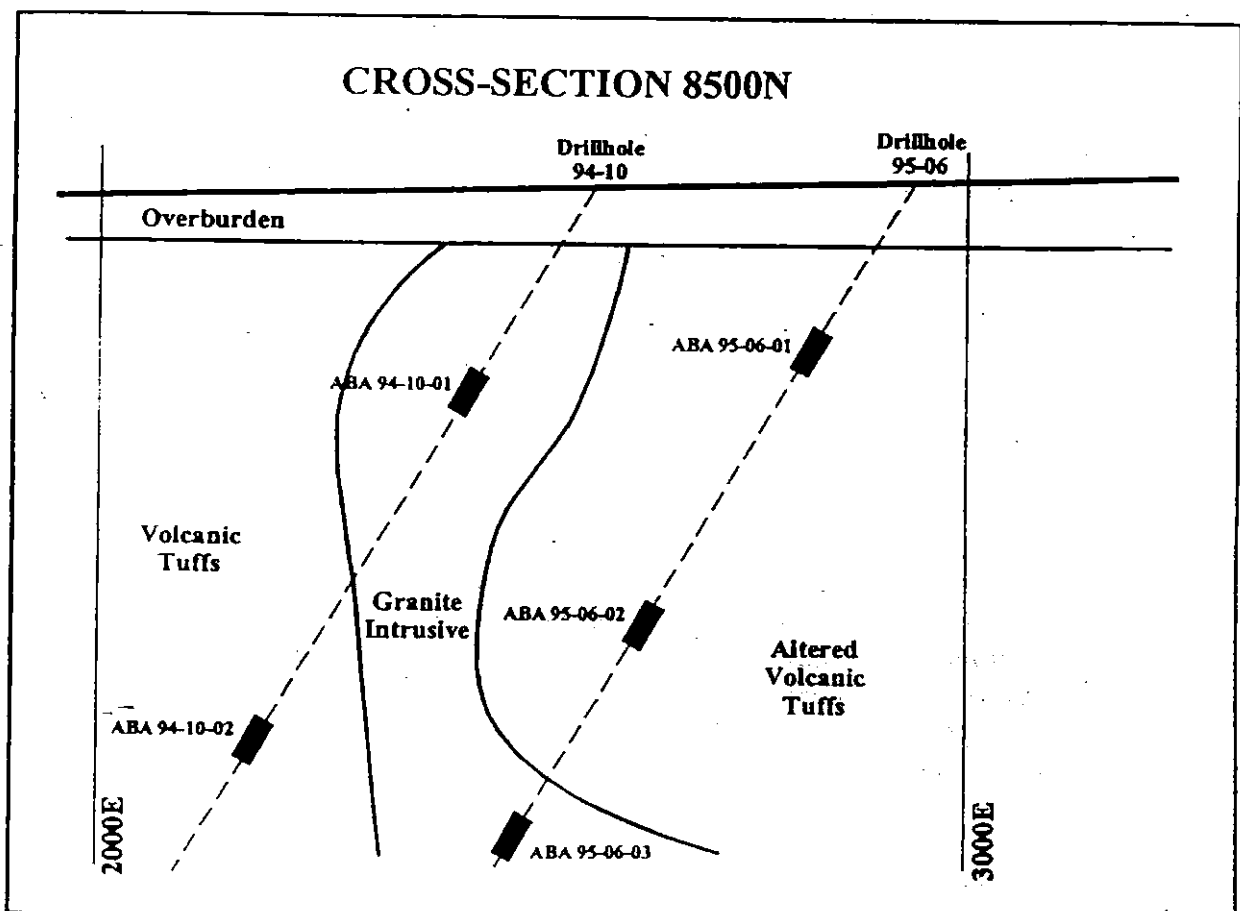 CROSS-SECTION 8500N
Drillhole
94-10
Drillhole
95-06
Overburden
ABA 95-06-01
ABA 94-10-01
Volcanic
Tuffs
Granite
Intrusive
ABA 95-06-02
Altered
Volcanic
Tuffs
ABA 94-10-02
ABA 95-06-03
2000E
3000E